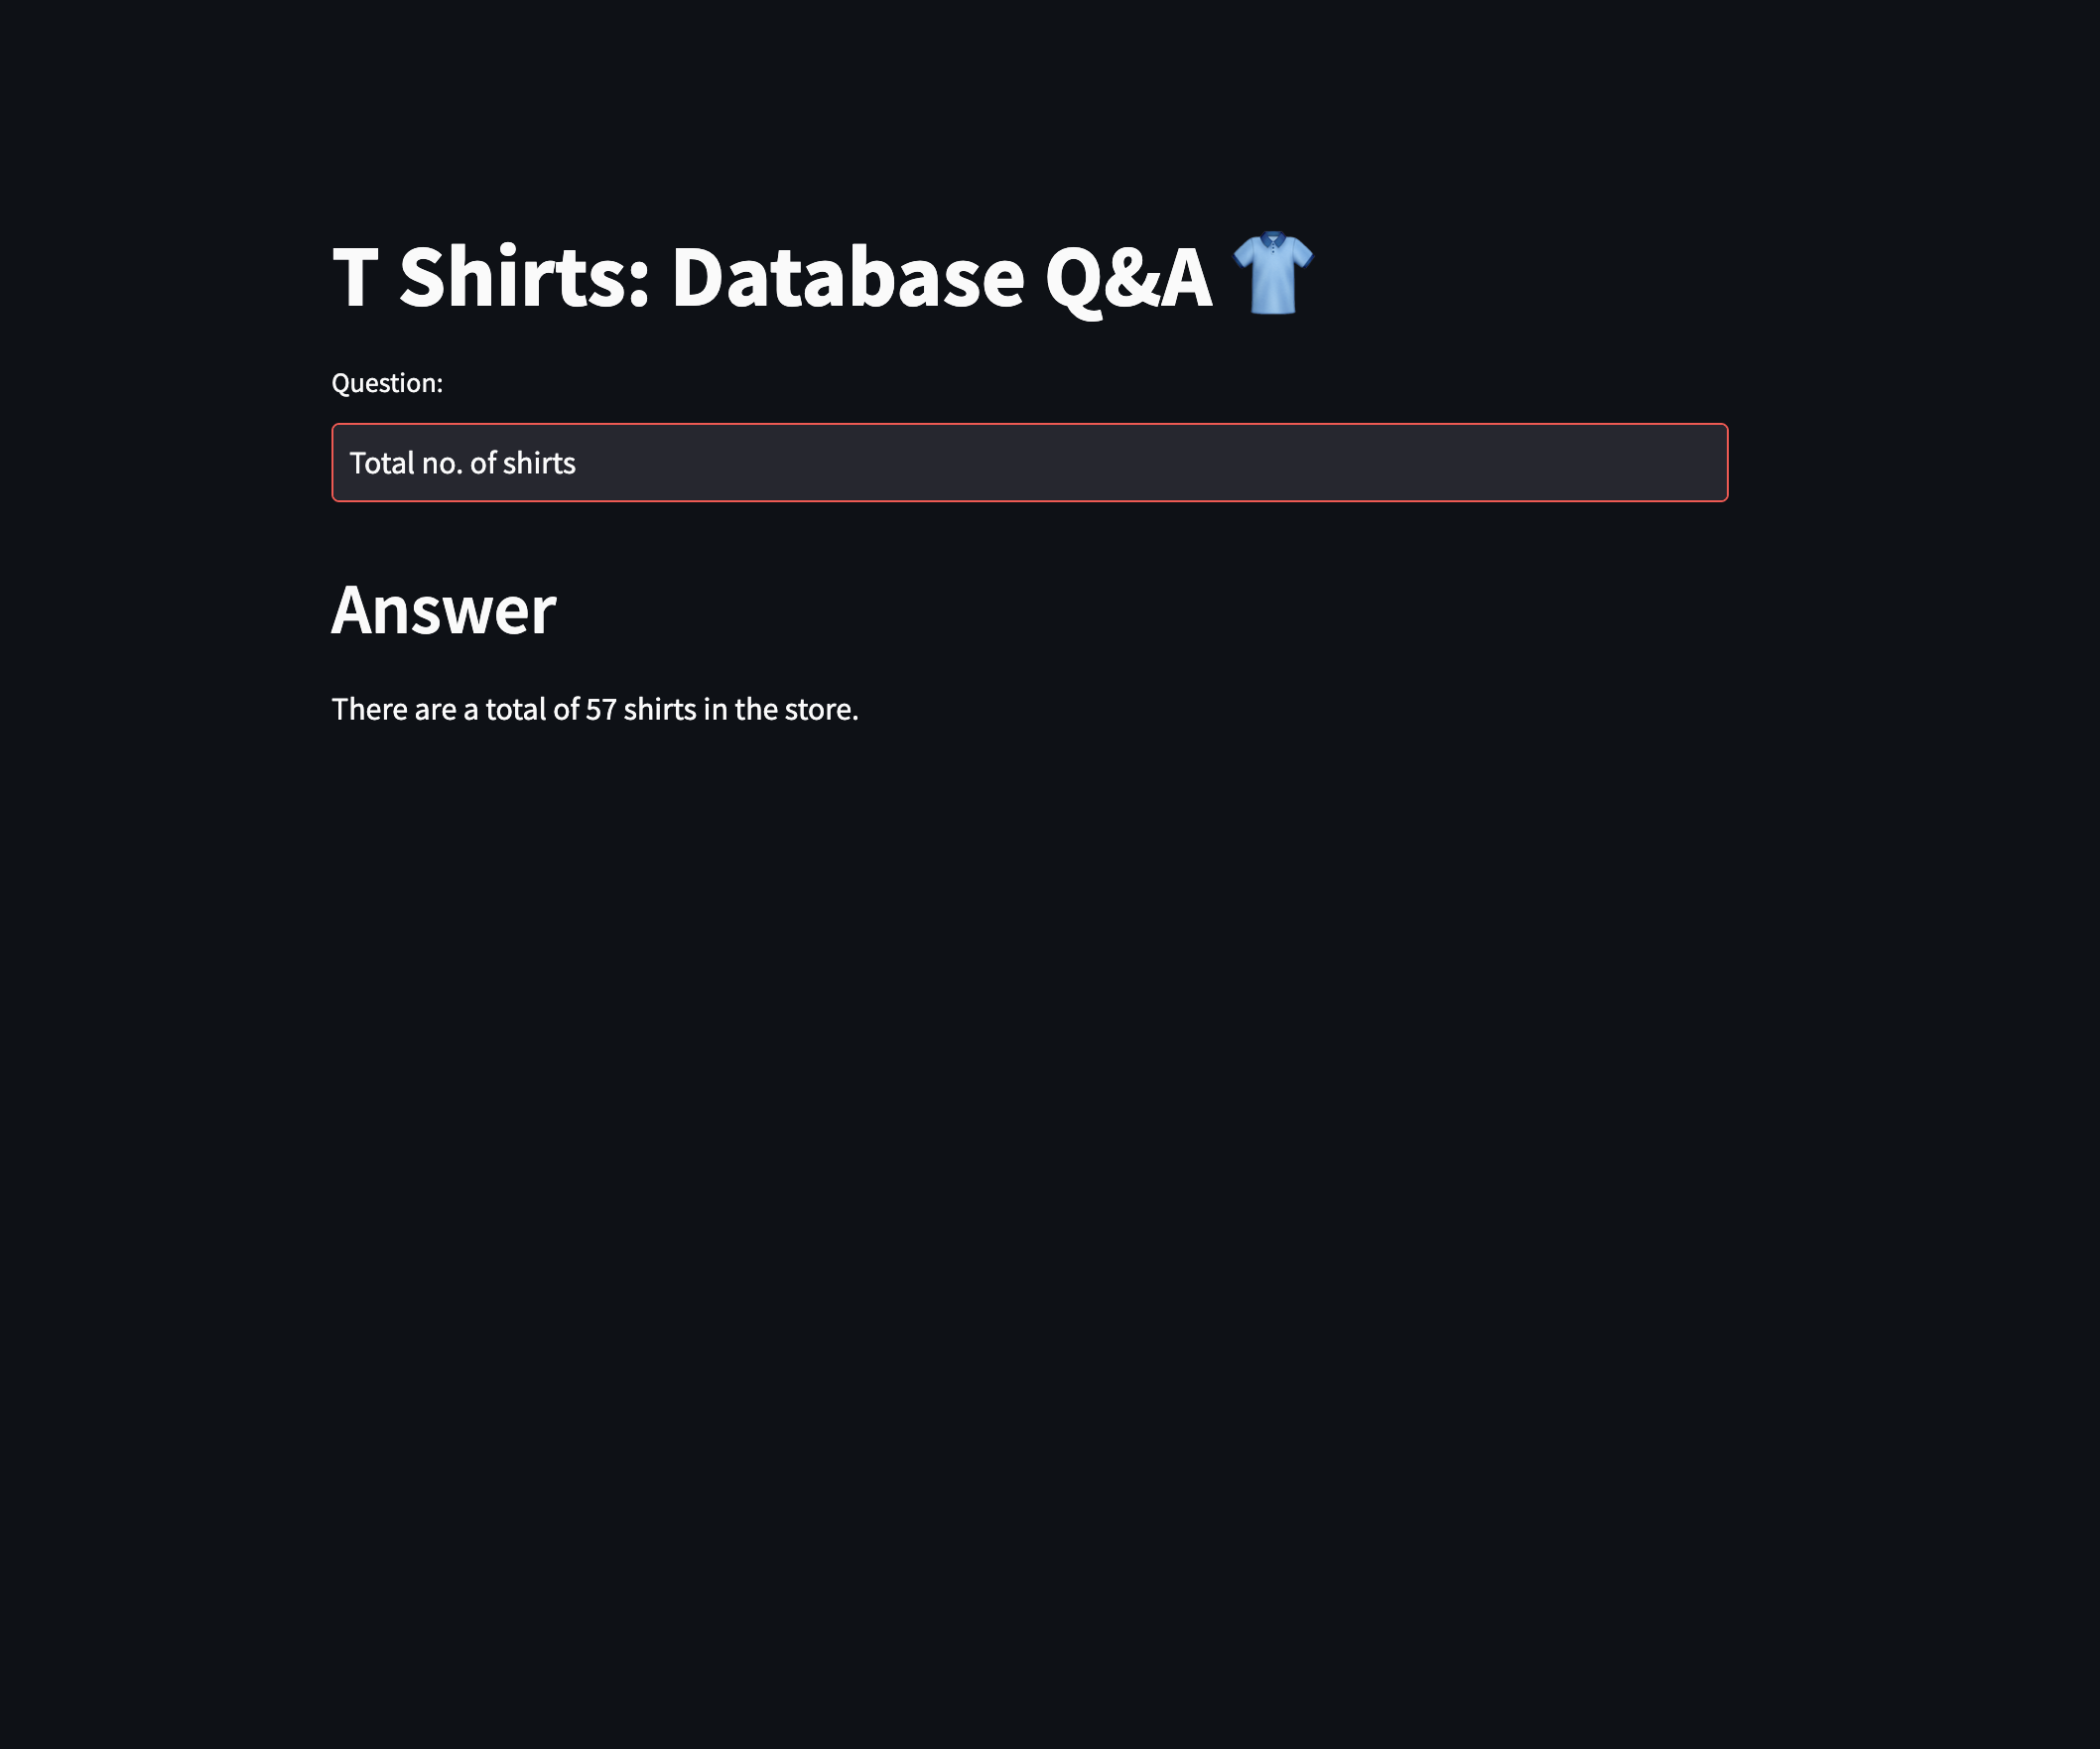 T Shirts: Database Q&A 👕
Question:
Total no. of shirts
Answer
There are a total of 57 shirts in the store.